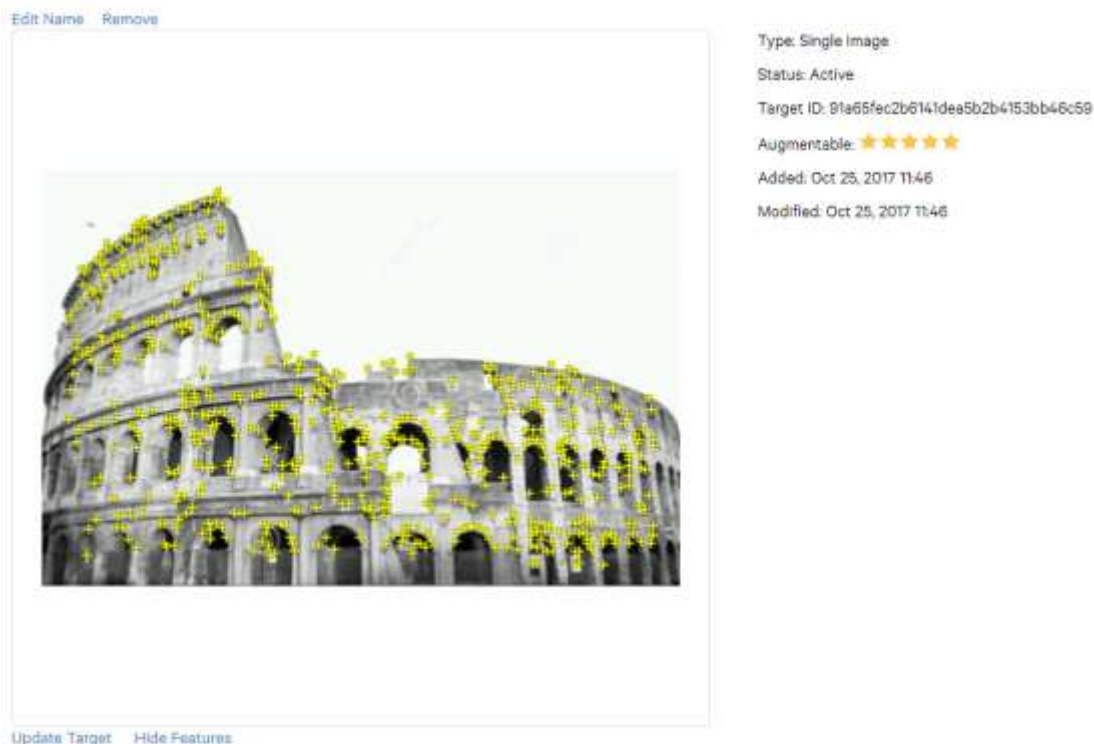 Edit Name Remove
Type: Single Image
Status: Active
Target ID: 91a65fec2b6141dea5b2b4153bb46c59
Augmentable:
Added: Oct 25, 2017 11:46
Modified: Oct 25, 2017 11:46
Update Target Hide Features